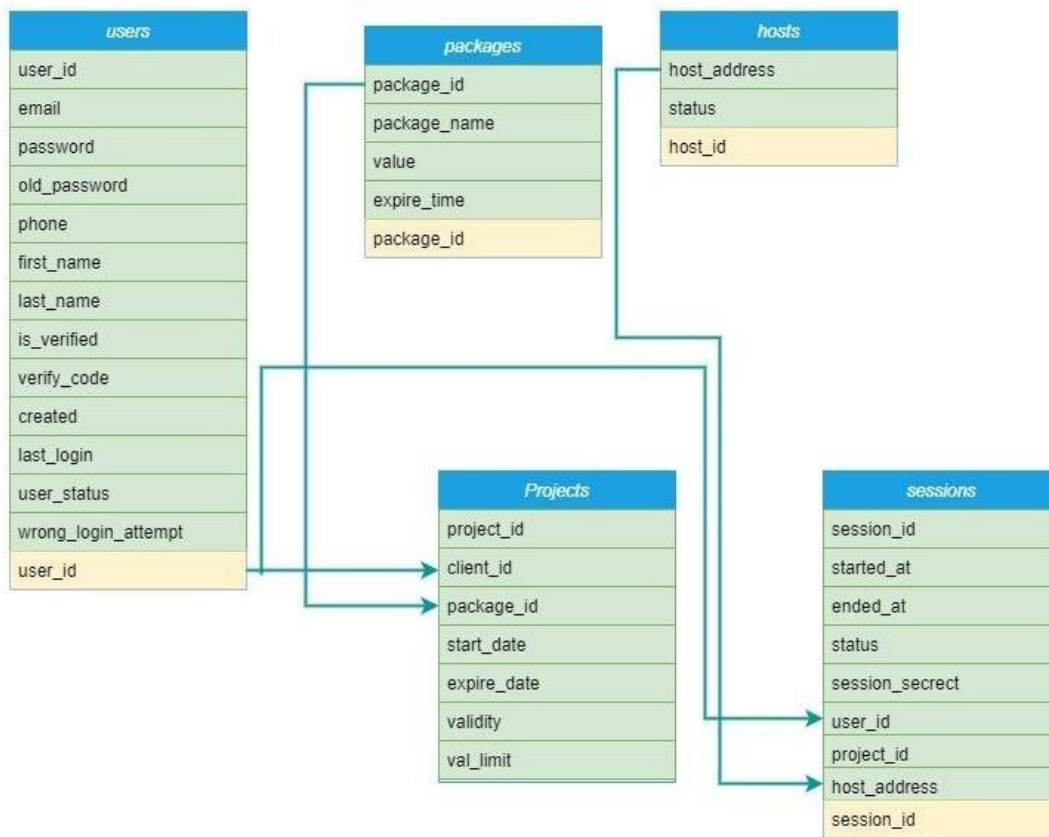 users
user_id
email
password
old_password
phone
first_name
last_name
is_verified
verify_code
created
last_login
user_status
wrong_login_attempt
user_id
packages
package_id
package_name
value
expire_time
package_id
hosts
host_address
status
host_id
Projects
project_id
client_id
package_id
start_date
expire_date
validity
val_limit
sessions
session_id
started_at
ended_at
status
session_secrect
user_id
project_id
host_address
session_id